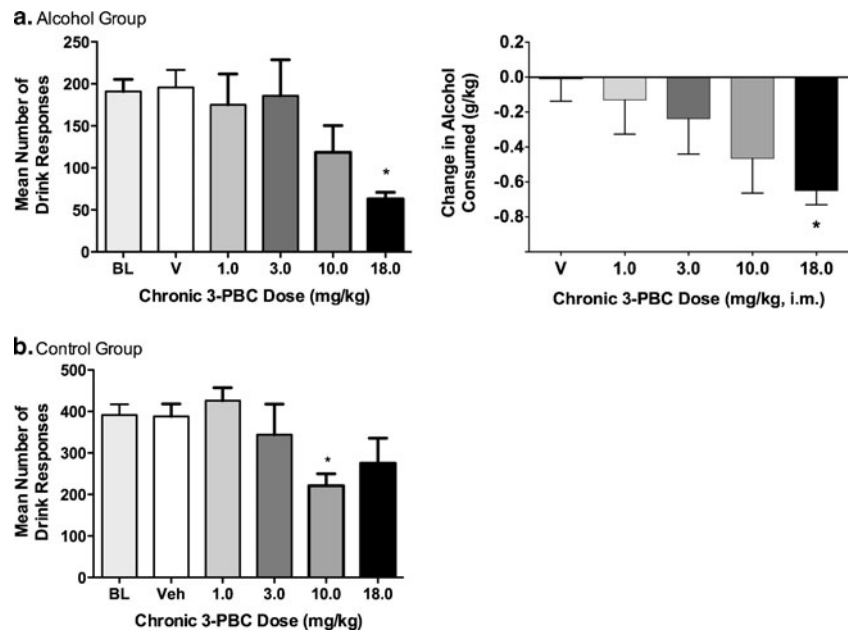 a. Alcohol Group
Mean Number of
Drink Responses
250
200
150
100
50
0
*
BL V 1.0 3.0 10.0 18.0
Chronic 3-PBC Dose (mg/kg)
Change in Alcohol
Consumed (g/kg)
0.2
0.0
-0.2
-0.4
-0.6
-0.8
*
V 1.0 3.0 10.0 18.0
Chronic 3-PBC Dose (mg/kg, i.m.)
b. Control Group
Mean Number of
Drink Responses
500
400
300
200
100
0
*
BL Veh 1.0 3.0 10.0 18.0
Chronic 3-PBC Dose (mg/kg)